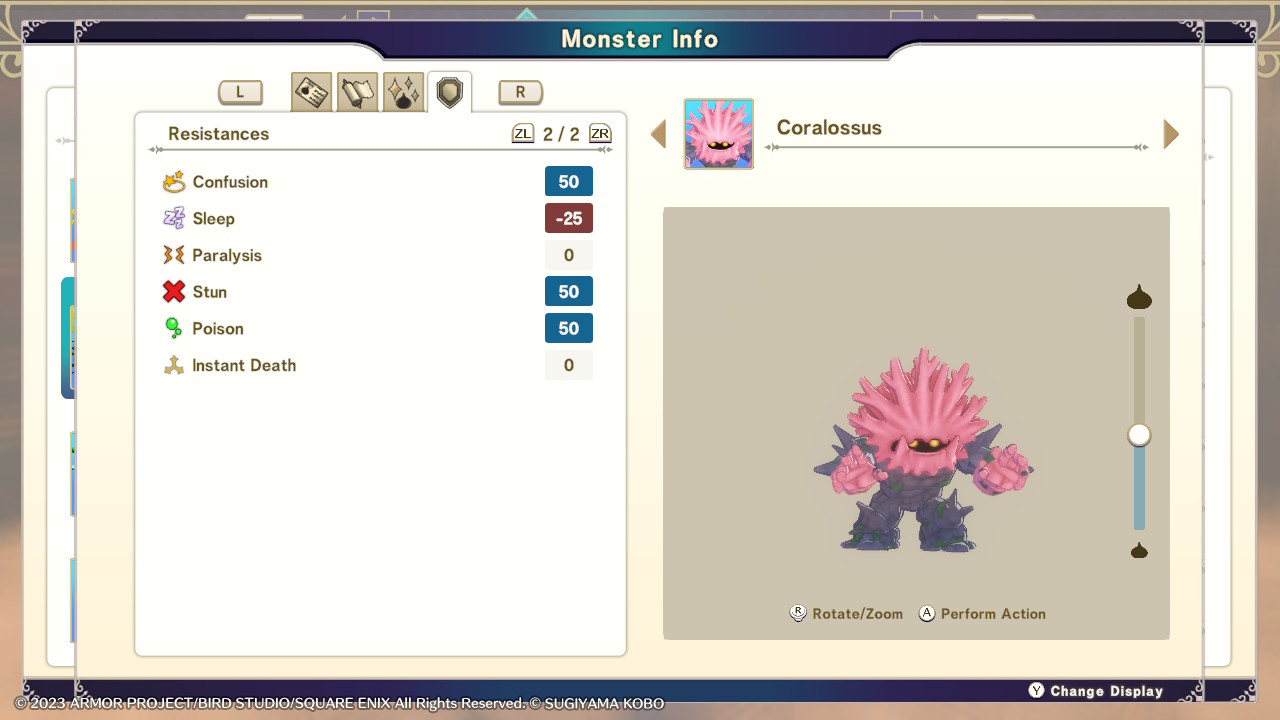 Monster Info
L
R
Resistances
ZL 2 / 2 ZR
Confusion 50
Sleep -25
Paralysis 0
Stun 50
Poison 50
Instant Death 0
Coralossus
R Rotate/Zoom A Perform Action
Y Change Display
© 2023 ARMOR PROJECT/BIRD STUDIO/SQUARE ENIX All Rights Reserved. © SUGIYAMA KOBO